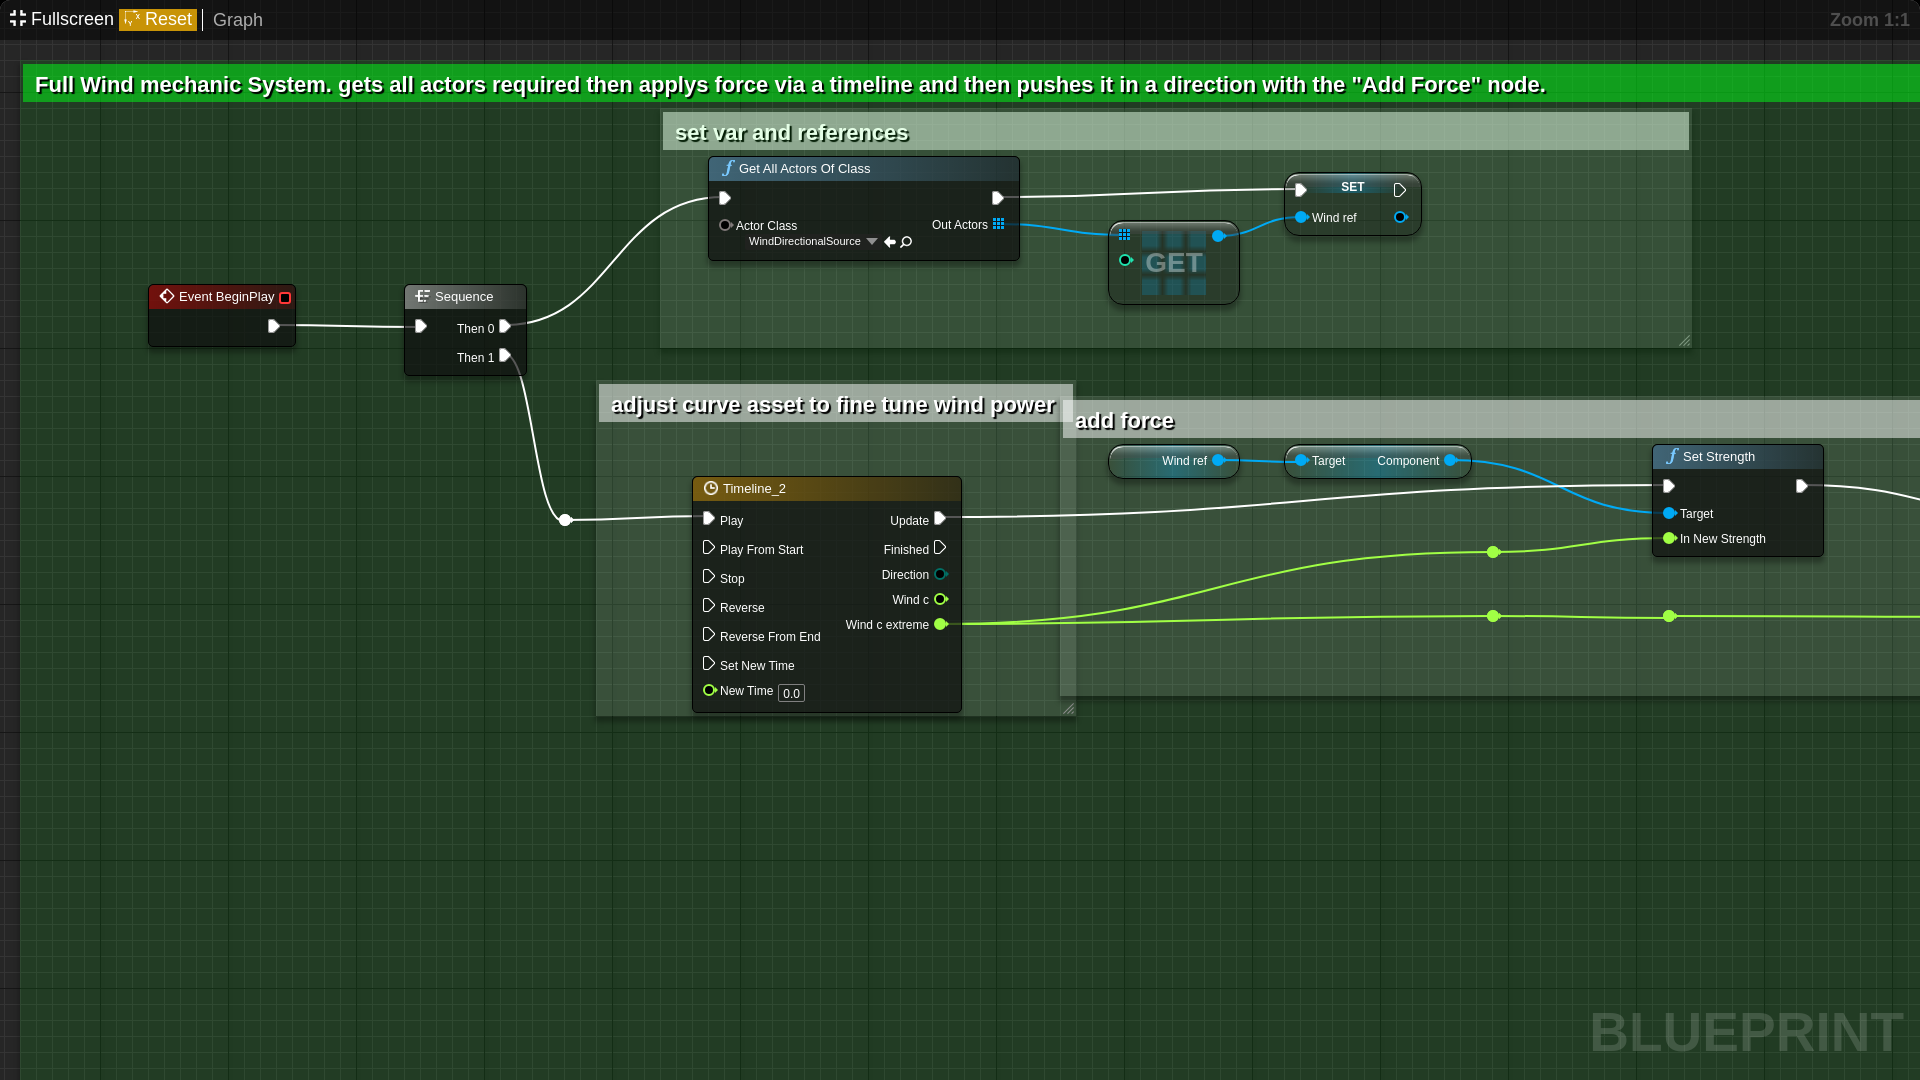 Fullscreen Reset Graph Zoom 1:1
Full Wind mechanic System. gets all actors required then applys force via a timeline and then pushes it in a direction with the "Add Force" node.
set var and references
Get All Actors Of Class
Actor Class
WindDirectionalSource
Out Actors
GET
SET
Wind ref
Event BeginPlay
Sequence
Then 0
Then 1
adjust curve asset to fine tune wind power
Timeline_2
Play
Play From Start
Stop
Reverse
Reverse From End
Set New Time
New Time 0.0
Update
Finished
Direction
Wind c
Wind c extreme
add force
Wind ref
Target Component
Set Strength
Target
In New Strength
BLUEPRINT